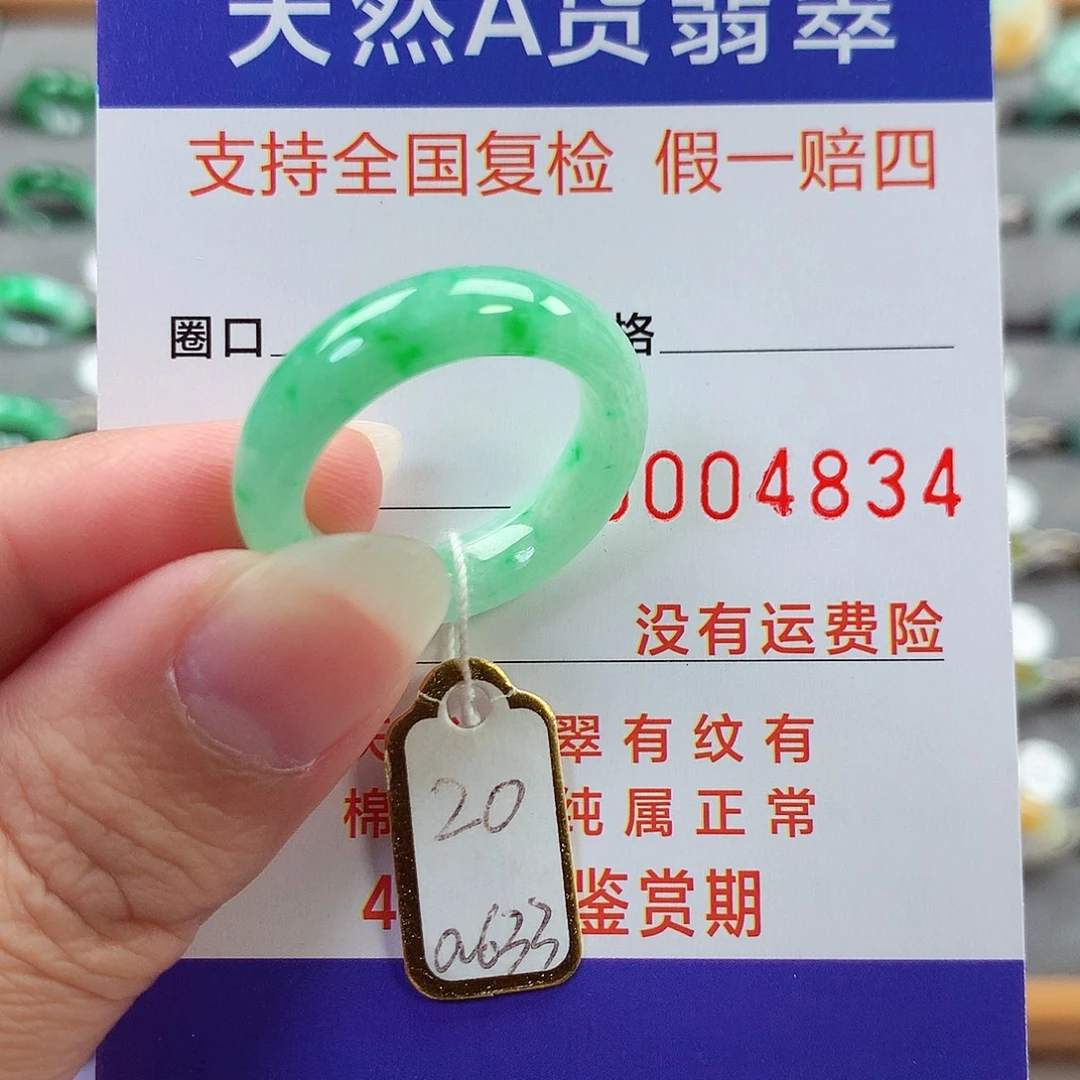 天然A货翡翠
支持全国复检 假一赔四
圈口 格
004834
没有运费险
翠有纹有
棉 纯属正常
4 鉴赏期
20
a633